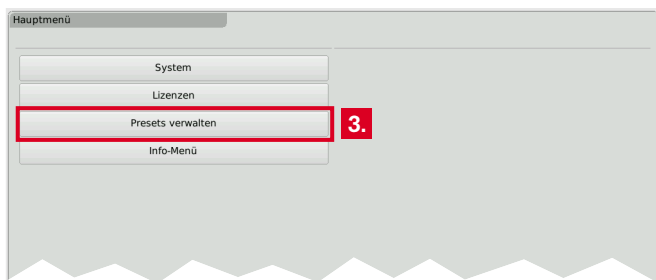 Hauptmenü
System
Lizenzen
Presets verwalten
3.
Info-Menü